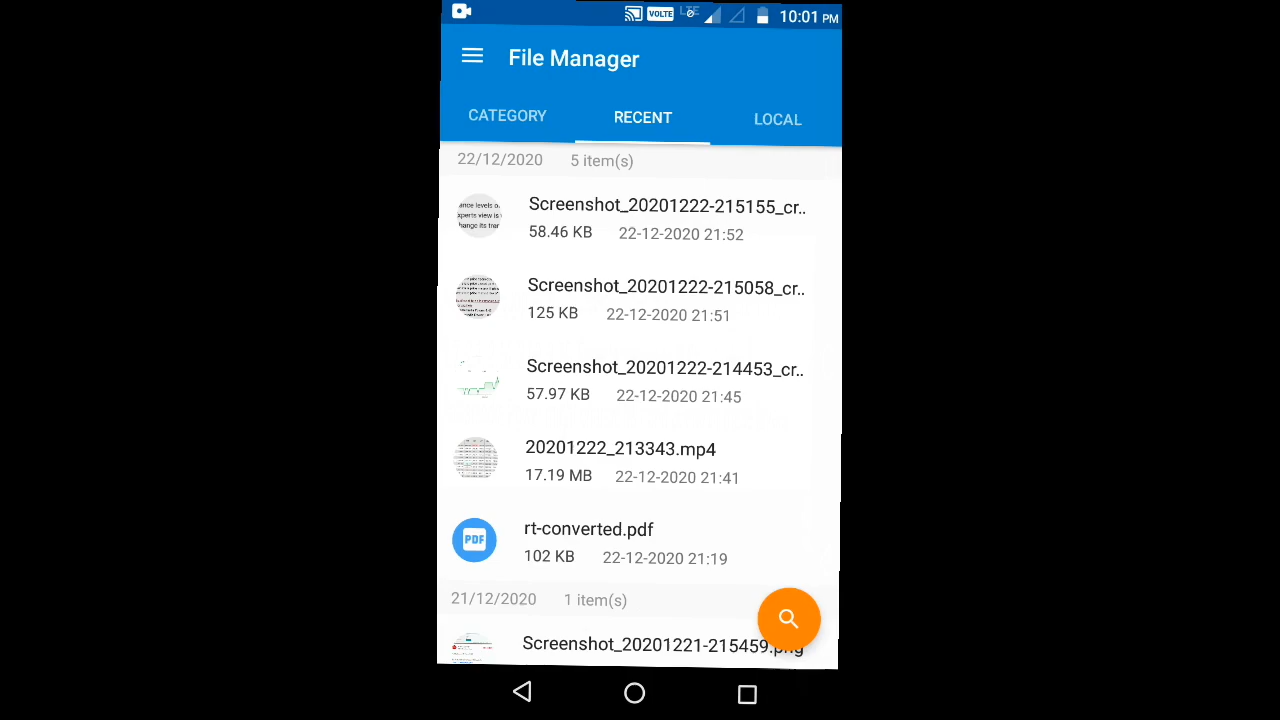 VOLTE LTE 10:01 PM
File Manager
CATEGORY RECENT LOCAL
22/12/2020 5 item(s)
Screenshot_20201222-215155_cr..
58.46 KB 22-12-2020 21:52
Screenshot_20201222-215058_cr..
125 KB 22-12-2020 21:51
Screenshot_20201222-214453_cr..
57.97 KB 22-12-2020 21:45
20201222_213343.mp4
17.19 MB 22-12-2020 21:41
PDF
rt-converted.pdf
102 KB 22-12-2020 21:19
21/12/2020 1 item(s)
Screenshot_20201221-215459.png